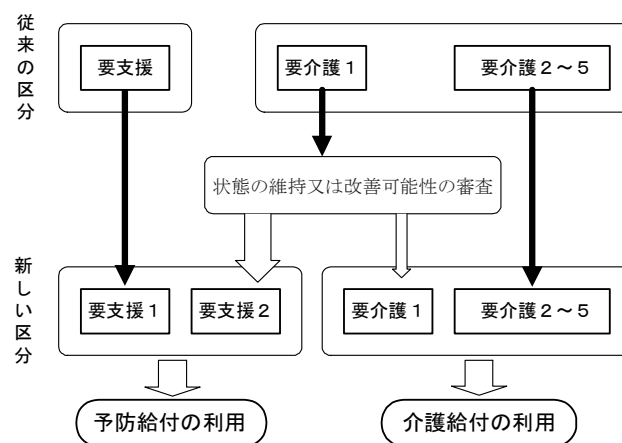 従来の区分
要支援
要介護1
要介護2~5
状態の維持又は改善可能性の審査
新しい区分
要支援1
要支援2
要介護1
要介護2~5
予防給付の利用
介護給付の利用